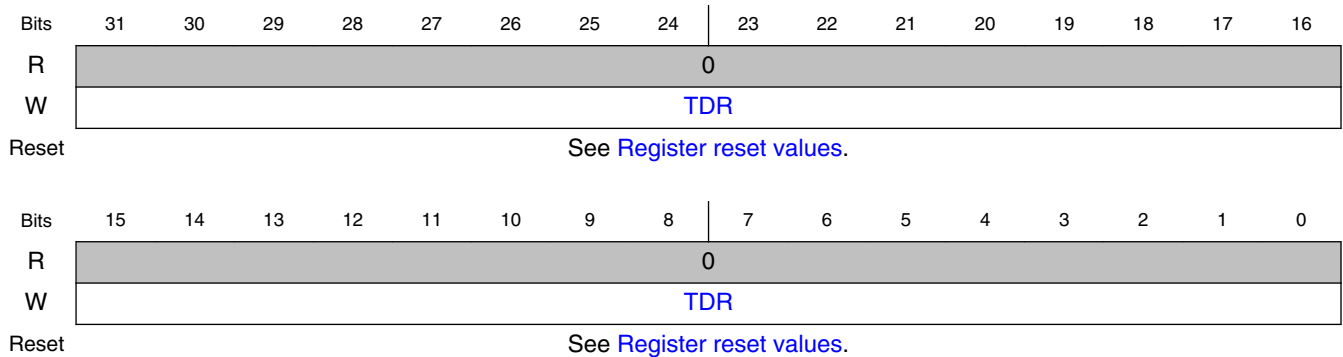 Bits 31 30 29 28 27 26 25 24 23 22 21 20 19 18 17 16
R 0
W TDR
Reset See Register reset values.
Bits 15 14 13 12 11 10 9 8 7 6 5 4 3 2 1 0
R 0
W TDR
Reset See Register reset values.